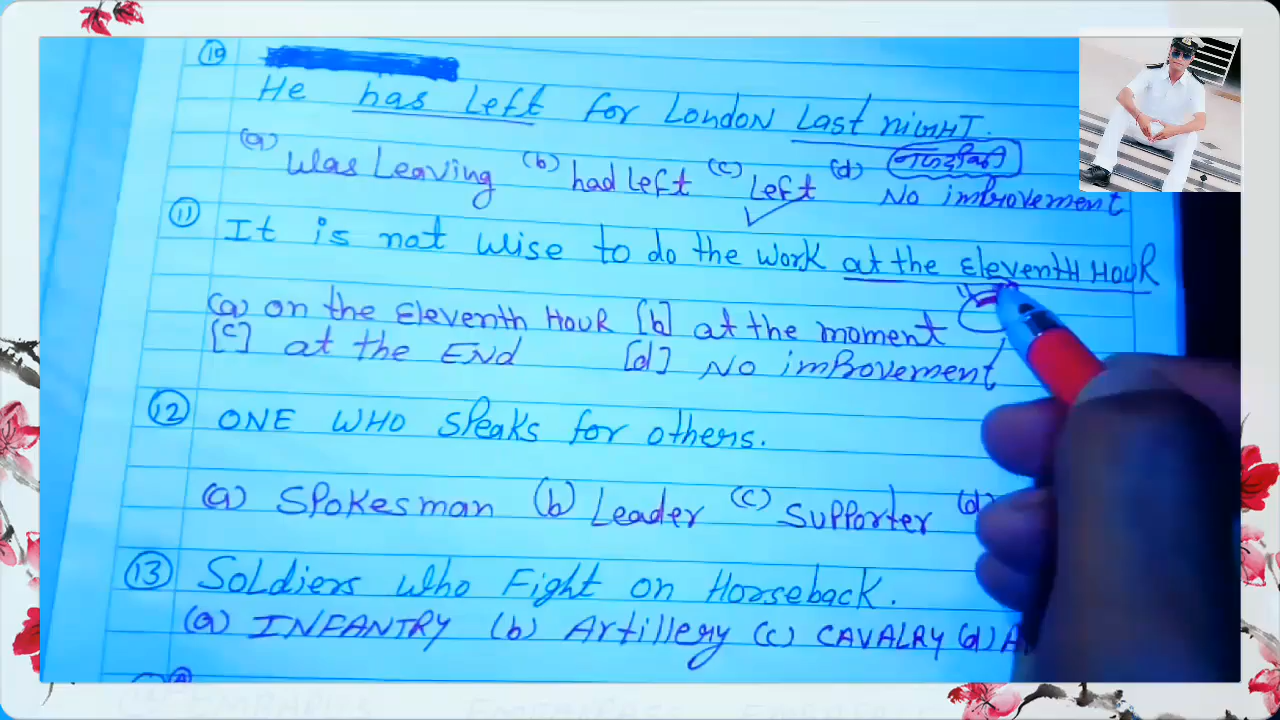 10
He has left for London last night.
(a) was leaving (b) had left (c) left (d) No improvement
11 It is not wise to do the work at the eleventh hour
(a) on the eleventh hour [b] at the moment
[c] at the end [d] No improvement
12 ONE WHO speaks for others.
(a) Spokesman (b) Leader (c) Supporter (d)
13 Soldiers who Fight on Horseback.
(a) INFANTRY (b) Artillery (c) CAVALRY (d) A